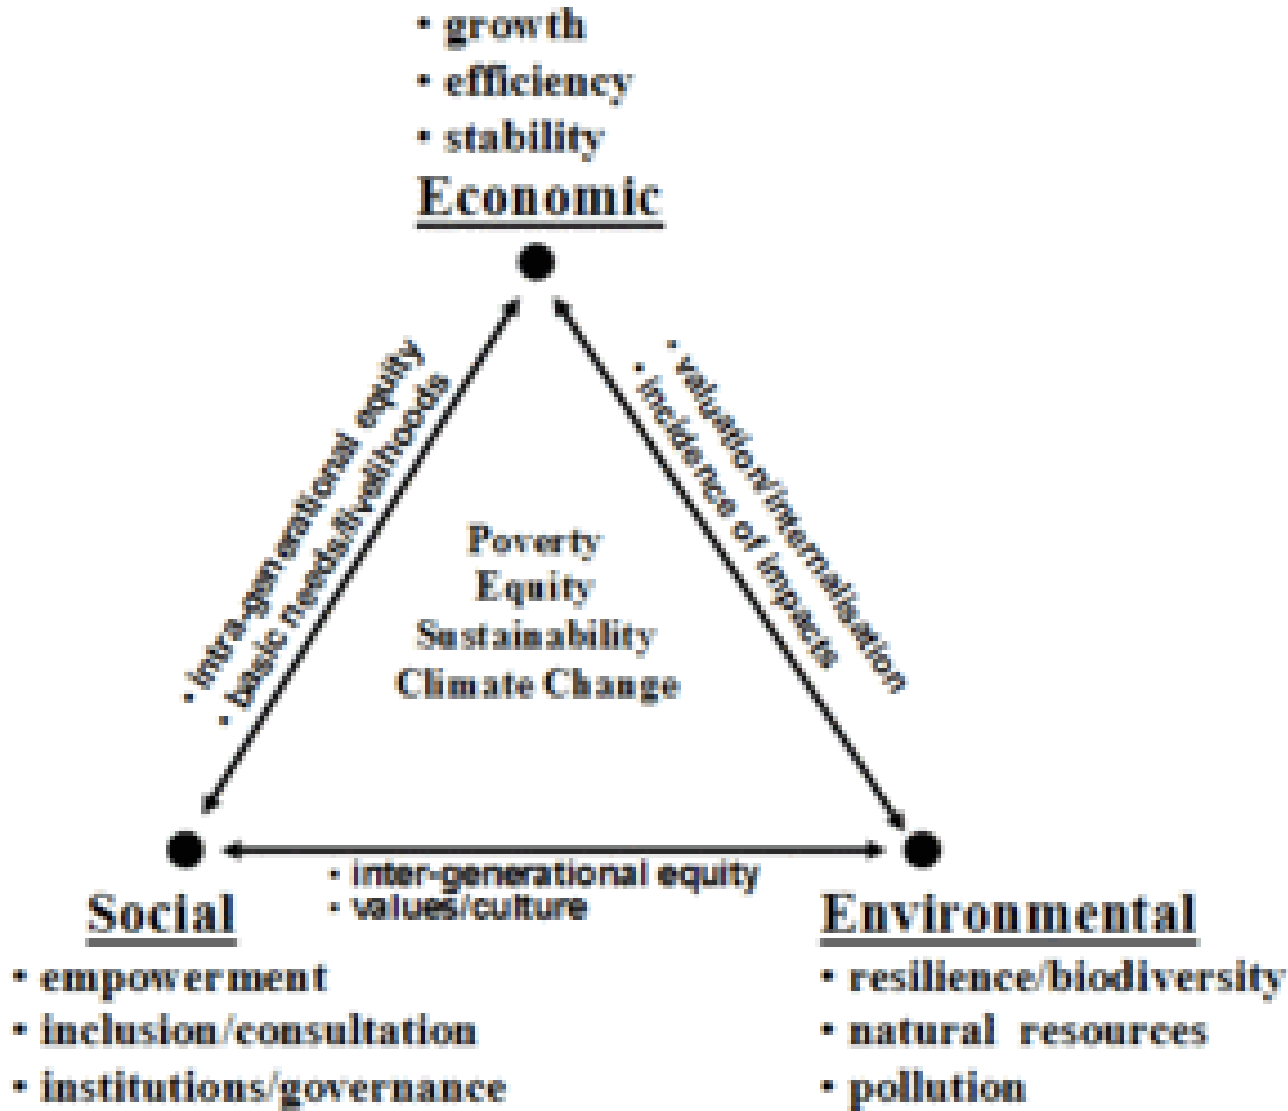 • growth
• efficiency
• stability
Economic
• intra-generational equity
• basic needs/livelihoods
• valuation/internalisation
• incidence of impacts
Poverty
Equity
Sustainability
Climate Change
• inter-generational equity
• values/culture
Social
• empowerment
• inclusion/consultation
• institutions/governance
Environmental
• resilience/biodiversity
• natural resources
• pollution